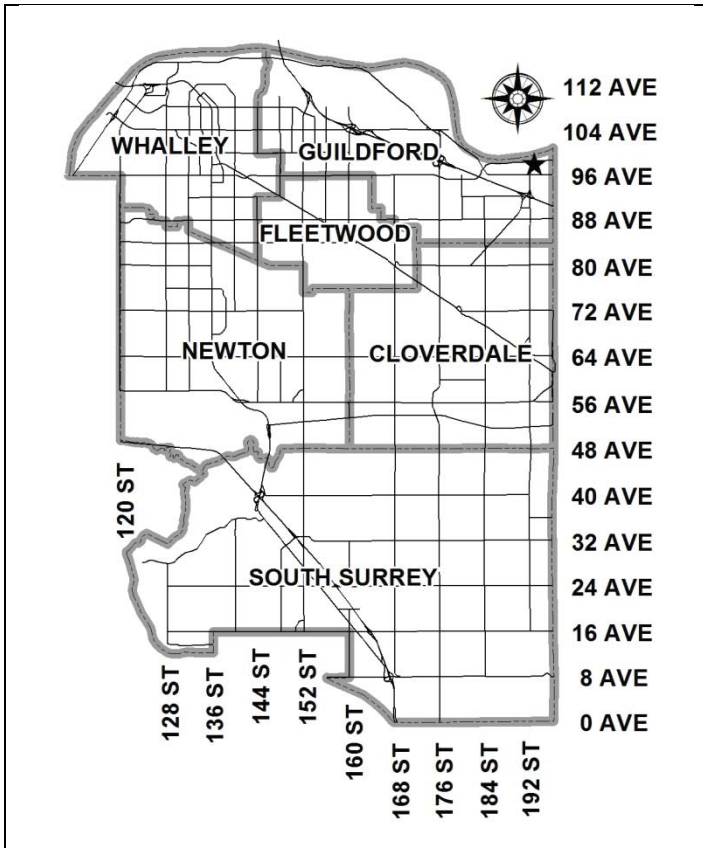 112 AVE
104 AVE
WHALLEY
GUILDFORD
96 AVE
88 AVE
FLEETWOOD
80 AVE
72 AVE
NEWTON
CLOVERDALE
64 AVE
56 AVE
48 AVE
120 ST
40 AVE
32 AVE
SOUTH SURREY
24 AVE
16 AVE
128 ST
136 ST
144 ST
152 ST
160 ST
8 AVE
0 AVE
168 ST
176 ST
184 ST
192 ST